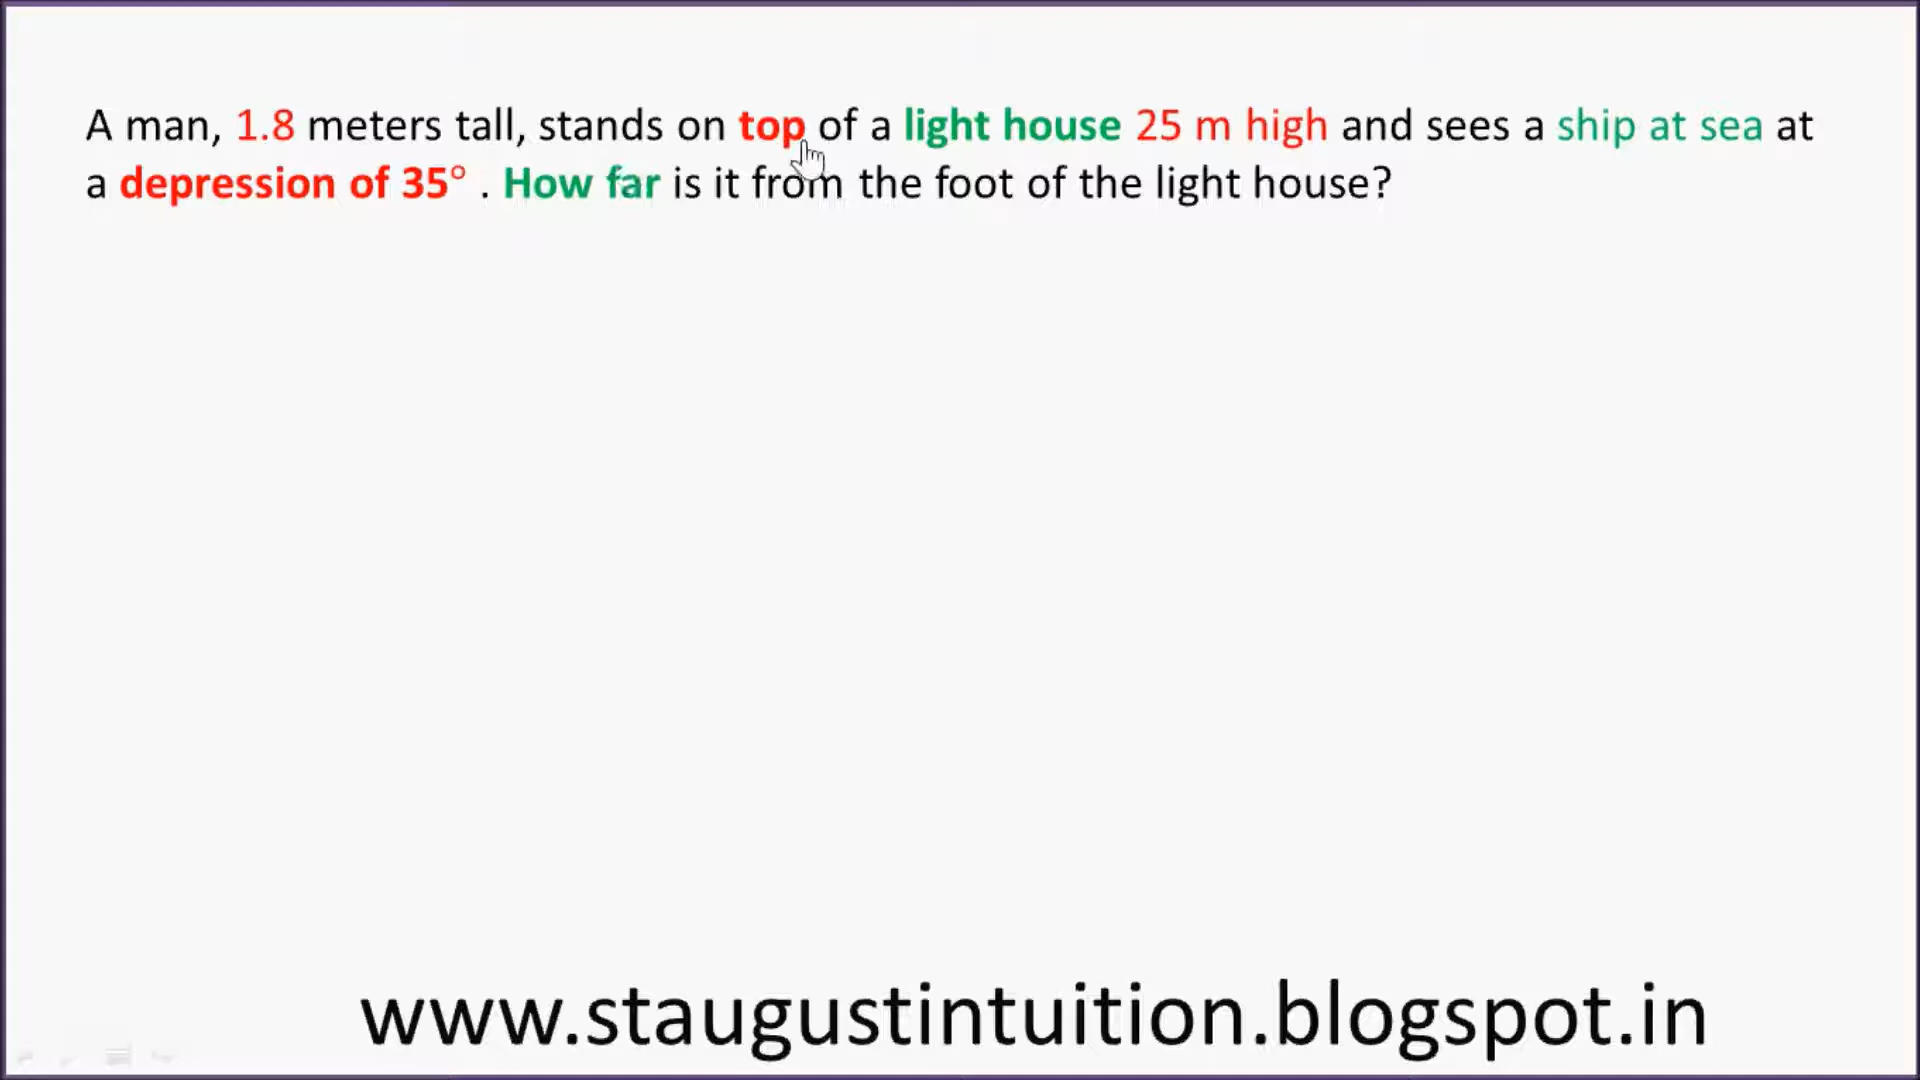 A man, 1.8 meters tall, stands on top of a light house 25 m high and sees a ship at sea at
a depression of 35° . How far is it from the foot of the light house?
www.staugustintuition.blogspot.in